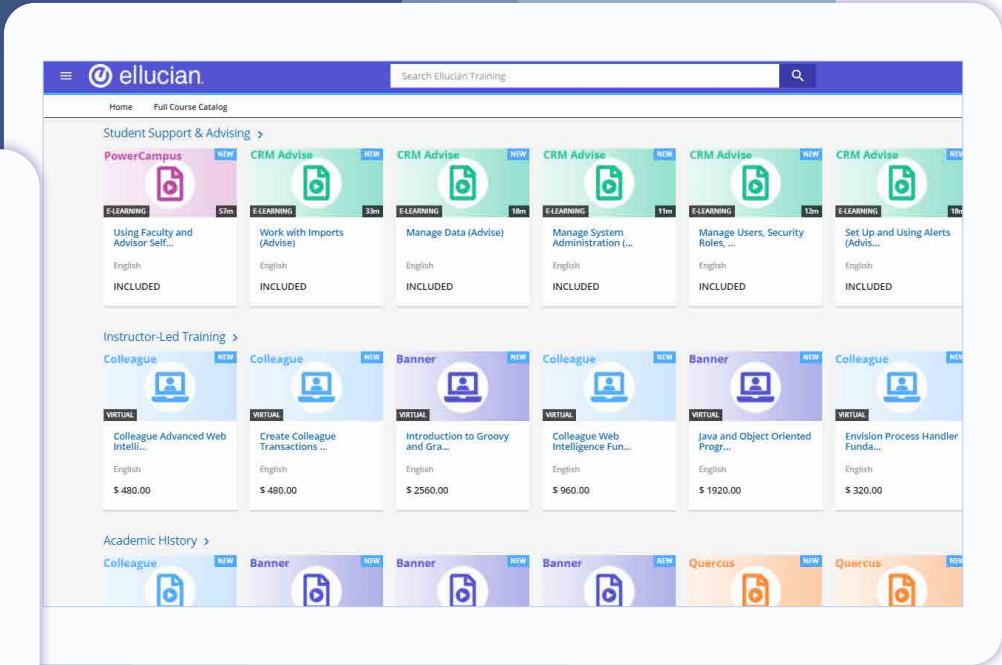 ellucian.
Search Ellucian Training
Home Full Course Catalog
Student Support & Advising >
PowerCampus NEW CRM Advise NEW CRM Advise NEW CRM Advise NEW CRM Advise NEW CRM Advise NEW
E-LEARNING 57m E-LEARNING 33m E-LEARNING 18m E-LEARNING 11m E-LEARNING 12m E-LEARNING 18m
Using Faculty and Work with Imports Manage Data (Advise) Manage System Manage Users, Security Set Up and Using Alerts
Advisor Self... (Advise) Administration (... Roles, ... (Advis...
English English English English English English
INCLUDED INCLUDED INCLUDED INCLUDED INCLUDED INCLUDED
Instructor-Led Training >
Colleague NEW Colleague NEW Banner NEW Colleague NEW Banner NEW Colleague NEW
VIRTUAL VIRTUAL VIRTUAL VIRTUAL VIRTUAL VIRTUAL
Colleague Advanced Web Create Colleague Introduction to Groovy Colleague Web Java and Object Oriented Envision Process Handler
Intelli... Transactions ... and Gra... Intelligence Fun... Progr... Funda...
English English English English English English
$ 480.00 $ 480.00 $ 2560.00 $ 960.00 $ 1920.00 $ 320.00
Academic HIstory >
Colleague NEW Banner NEW Banner NEW Banner NEW Quercus NEW Quercus NEW